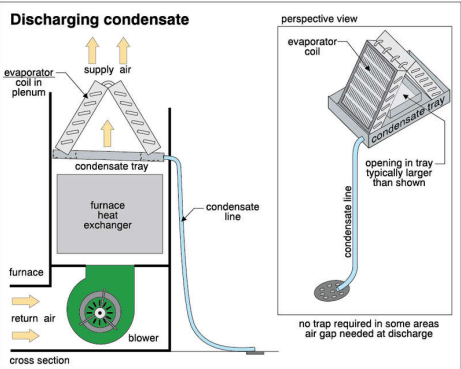 Discharging condensate
supply air
evaporator
coil in
plenum
condensate tray
furnace
heat
exchanger
condensate
line
furnace
return air
blower
cross section
perspective view
evaporator
coil
condensate tray
opening in tray
typically larger
than shown
condensate line
no trap required in some areas
air gap needed at discharge